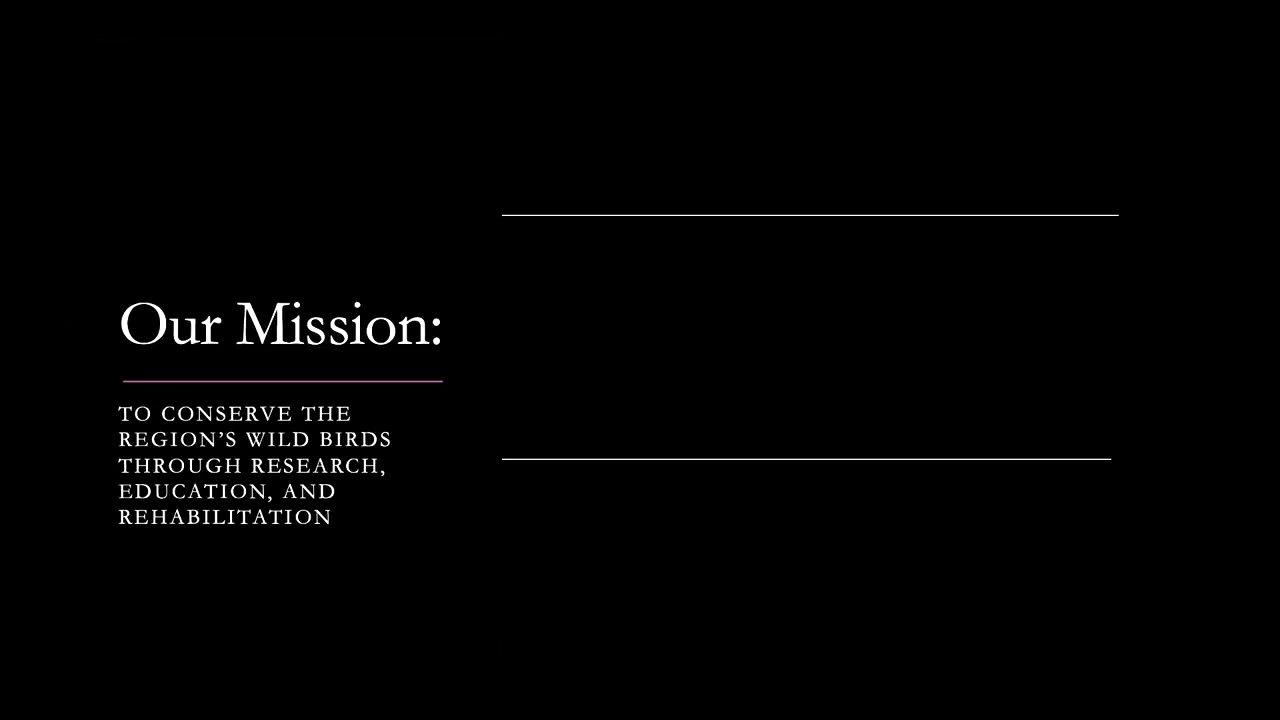 Our Mission:
TO CONSERVE THE
REGION’S WILD BIRDS
THROUGH RESEARCH,
EDUCATION, AND
REHABILITATION